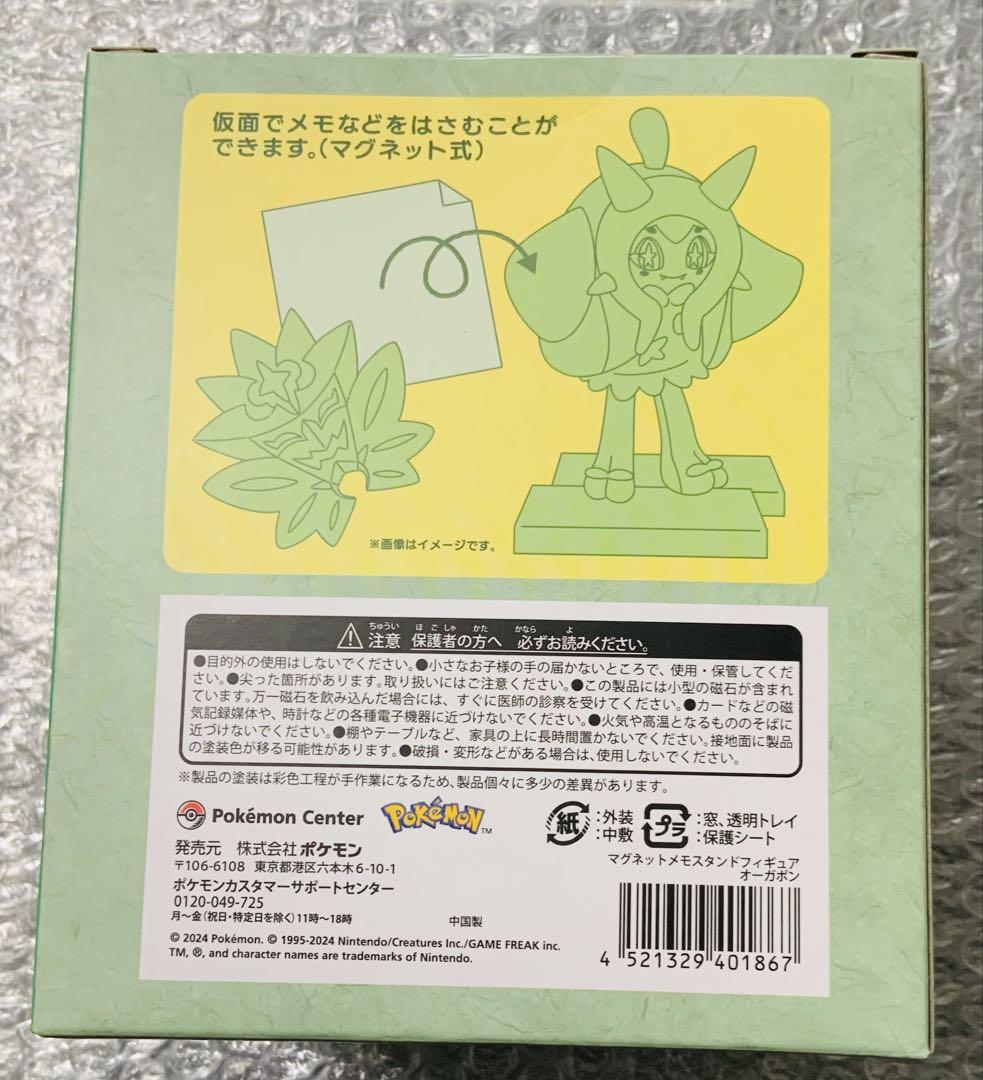 仮面でメモなどをはさむことが
できます。(マグネット式)
※画像はイメージです。
ちゅうい ほごしゃ かた かなら よ
注意 保護者の方へ 必ずお読みください。
●目的外の使用はしないでください。●小さなお子様の手の届かないところで、使用・保管してくだ
さい。●尖った箇所があります。取り扱いにはご注意ください。●この製品には小型の磁石が含まれ
ています。万一磁石を飲み込んだ場合には、すぐに医師の診察を受けてください。●カードなどの磁
気記録媒体や、時計などの各種電子機器に近づけないでください。●火気や高温となるもののそばに
近づけないでください。●棚やテーブルなど、家具の上に長時間置かないでください。接地面に製品
の塗装色が移る可能性があります。●破損・変形などがある場合は、使用しないでください。
※製品の塗装は彩色工程が手作業になるため、製品個々に多少の差異があります。
Pokémon Center POKÉMON TM
紙 :外装 中敷
プラ :窓、透明トレイ :保護シート
発売元 株式会社ポケモン
〒106-6108 東京都港区六本木6-10-1
ポケモンカスタマーサポートセンター
0120-049-725
月～金(祝日・特定日を除く)11時～18時
中国製
© 2024 Pokémon. © 1995-2024 Nintendo/Creatures Inc./GAME FREAK inc.
TM, ®, and character names are trademarks of Nintendo.
マグネットメモスタンドフィギュア
オーガポン
4 521329 401867